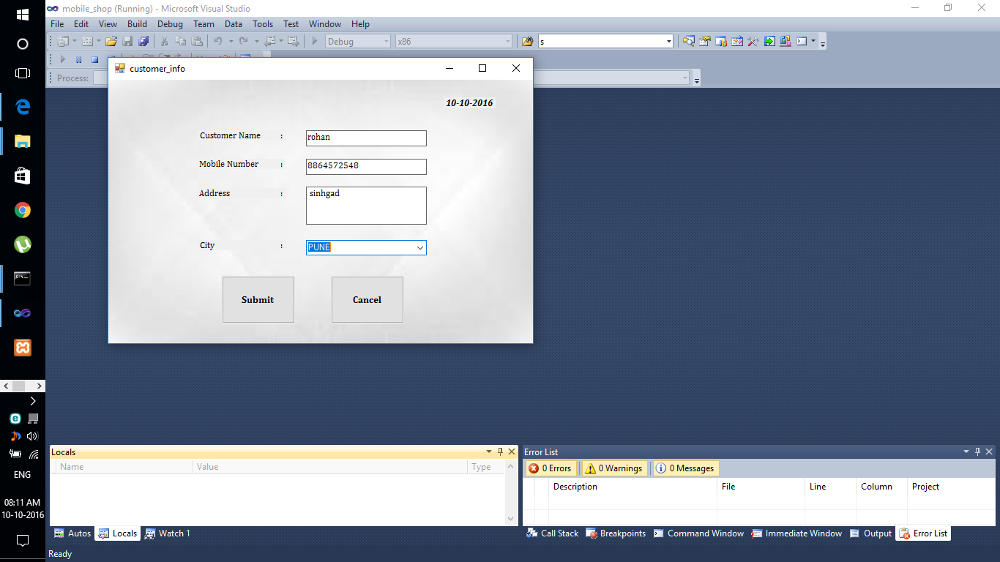 mobile_shop (Running) - Microsoft Visual Studio
File Edit View Build Debug Team Data Tools Test Window Help
Debug x86 s
Process:
customer_info
10-10-2016
Customer Name : rohan
Mobile Number : 8864572548
Address : sinhgad
City : PUNE
Submit Cancel
Locals
Name Value Type
Autos Locals Watch 1
Error List
0 Errors 0 Warnings 0 Messages
Description File Line Column Project
Call Stack Breakpoints Command Window Immediate Window Output Error List
Ready
ENG
08:11 AM
10-10-2016